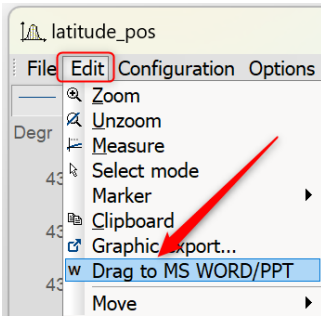 latitude_pos
File Edit Configuration Options
Zoom
Degr
Unzoom
Measure
Select mode
43
Marker
Clipboard
43
Graphic Export...
W Drag to MS WORD/PPT
43
Move